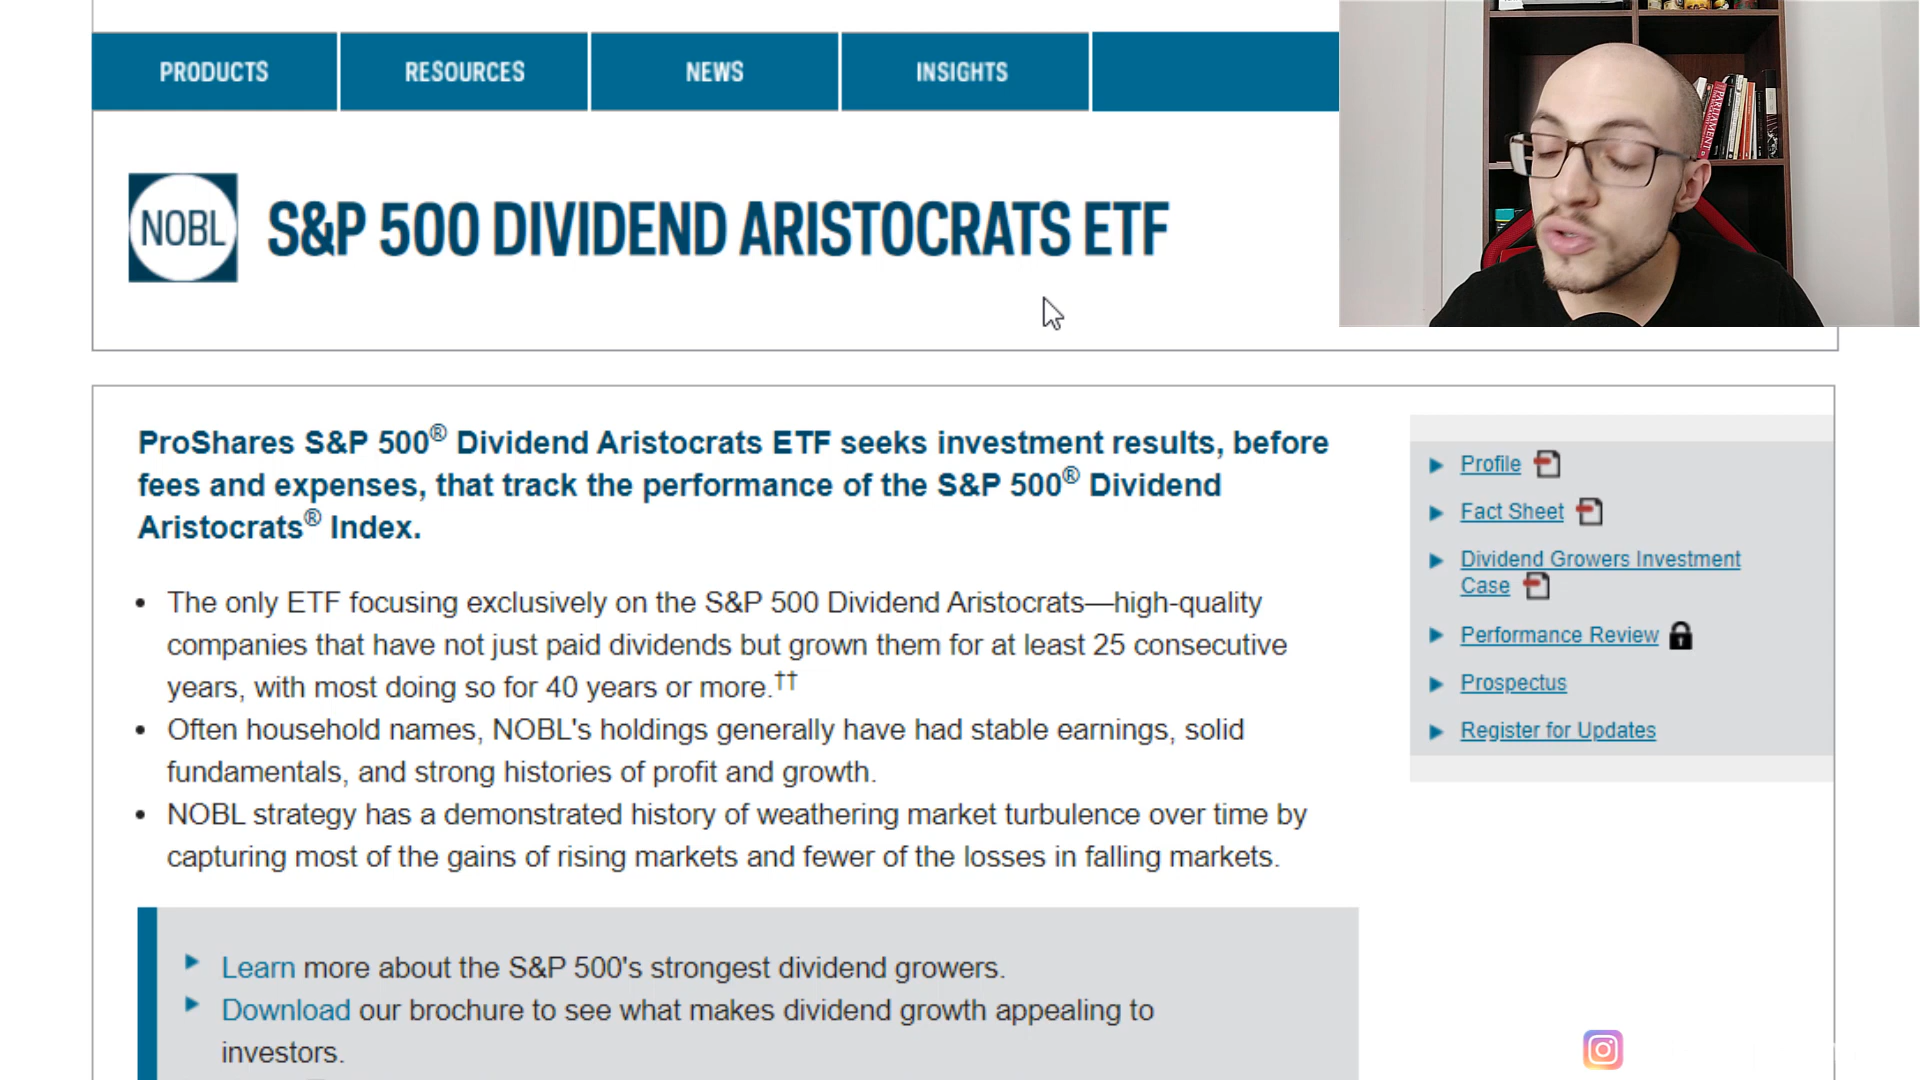 PRODUCTS RESOURCES NEWS INSIGHTS
NOBL S&P 500 DIVIDEND ARISTOCRATS ETF
PARLIAMENT
ProShares S&P 500® Dividend Aristocrats ETF seeks investment results, before
fees and expenses, that track the performance of the S&P 500® Dividend
Aristocrats® Index.
• The only ETF focusing exclusively on the S&P 500 Dividend Aristocrats—high-quality
companies that have not just paid dividends but grown them for at least 25 consecutive
years, with most doing so for 40 years or more.††
• Often household names, NOBL's holdings generally have had stable earnings, solid
fundamentals, and strong histories of profit and growth.
• NOBL strategy has a demonstrated history of weathering market turbulence over time by
capturing most of the gains of rising markets and fewer of the losses in falling markets.
Learn more about the S&P 500's strongest dividend growers.
Download our brochure to see what makes dividend growth appealing to
investors.
Profile
Fact Sheet
Dividend Growers Investment
Case
Performance Review
Prospectus
Register for Updates